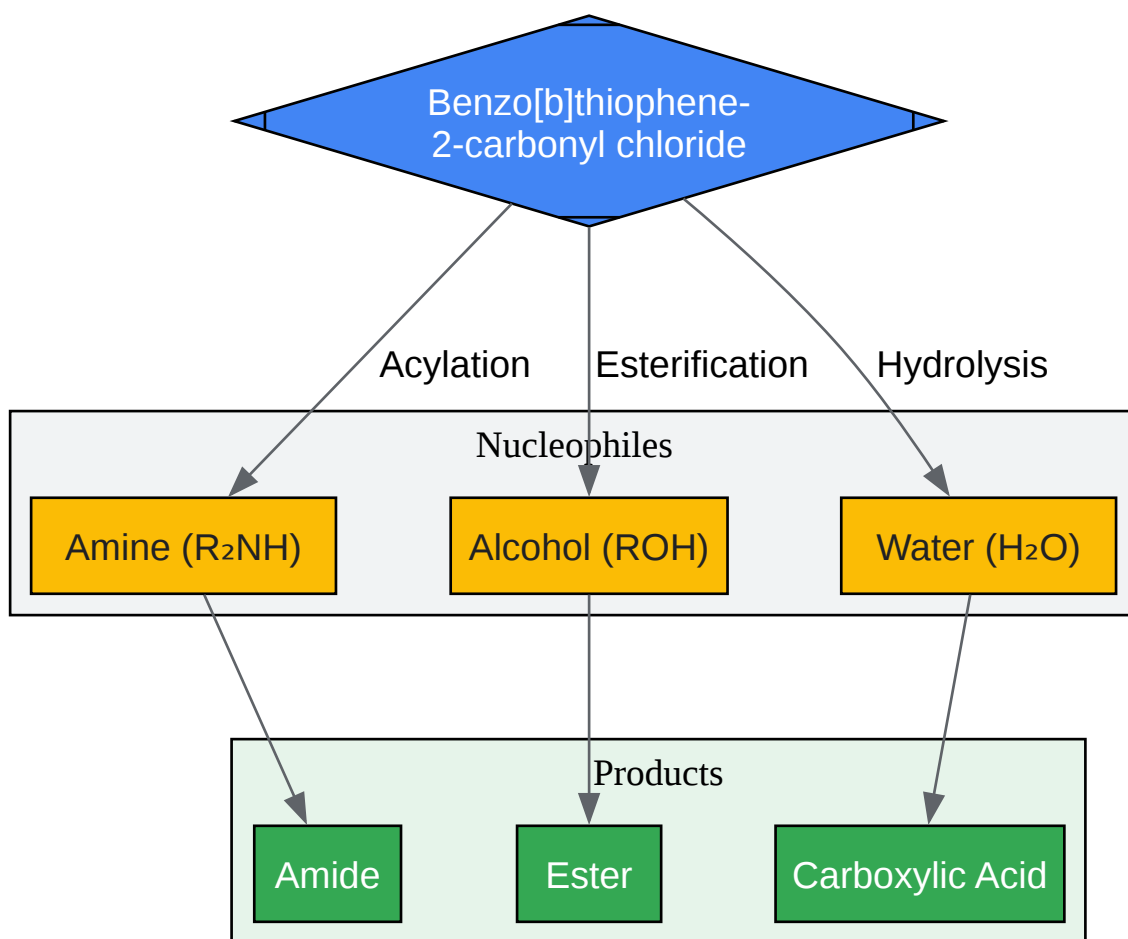 Benzo[b]thiophene-
2-carbonyl chloride
Acylation
Esterification
Hydrolysis
Nucleophiles
Amine (R₂NH)
Alcohol (ROH)
Water (H₂O)
Products
Amide
Ester
Carboxylic Acid